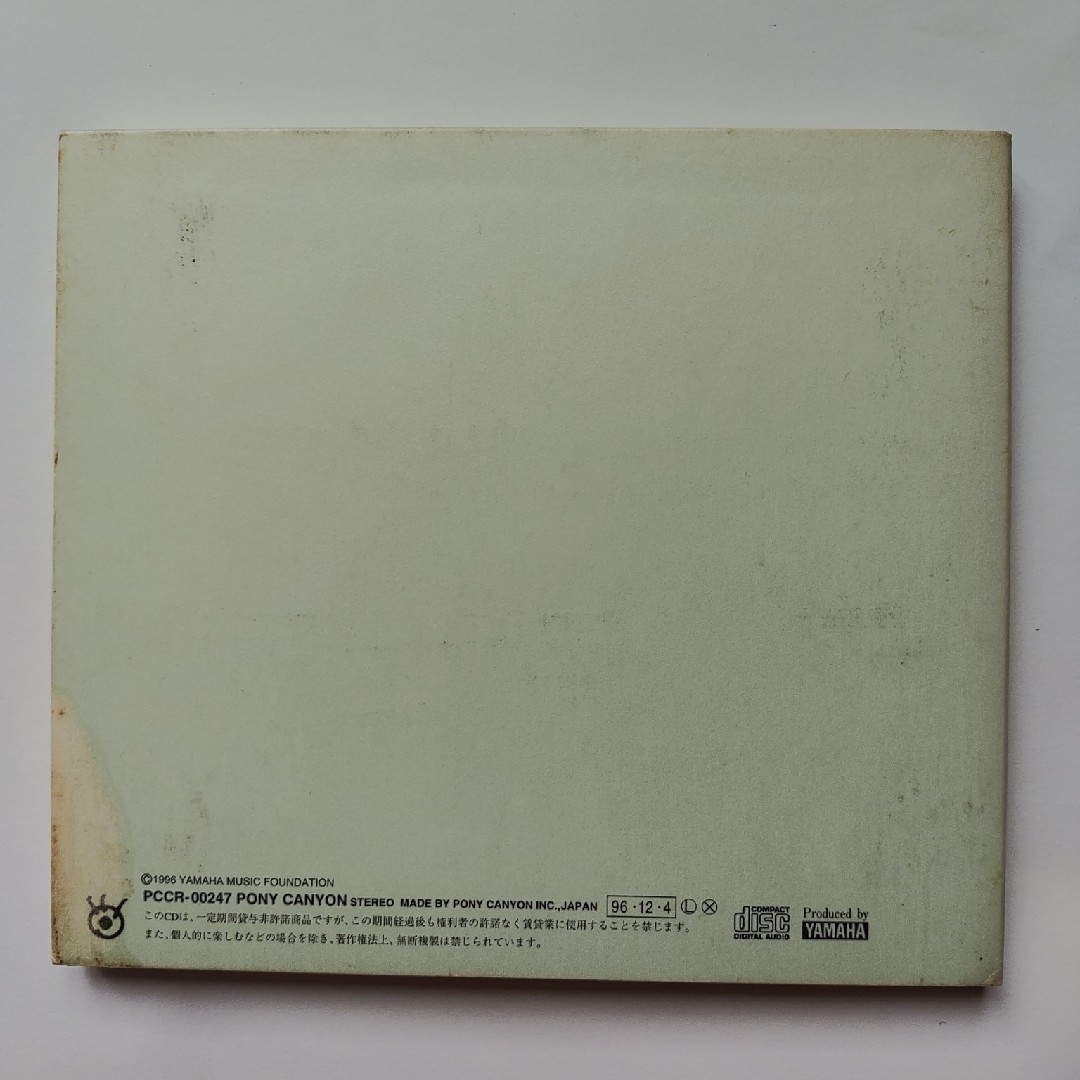 ©1996 YAMAHA MUSIC FOUNDATION
PCCR-00247 PONY CANYON STEREO MADE BY PONY CANYON INC.,JAPAN 96・12・4 Ⓛ Ⓧ
このCDは、一定期間貸与非許諾商品ですが、この期間経過後も権利者の許諾なく賃貸業に使用することを禁じます。
また、個人的に楽しむなどの場合を除き、著作権法上、無断複製は禁じられています。
COMPACT
disc
DIGITAL AUDIO
Produced by
YAMAHA